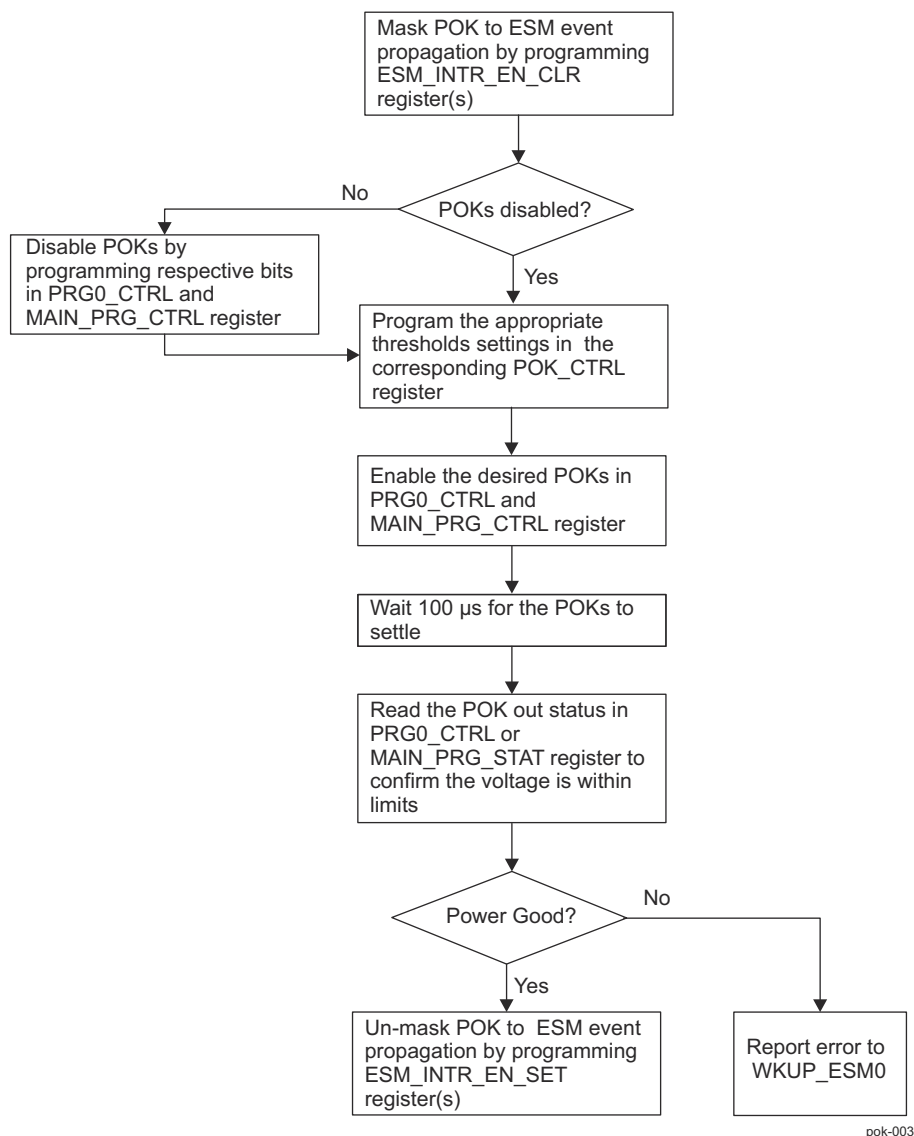 Mask POK to ESM event
propagation by programming
ESM_INTR_EN_CLR
register(s)
No
POKs disabled?
Disable POKs by
programming respective bits
in PRG0_CTRL and
MAIN_PRG_CTRL register
Yes
Program the appropriate
thresholds settings in the
corresponding POK_CTRL
register
Enable the desired POKs in
PRG0_CTRL and
MAIN_PRG_CTRL register
Wait 100 µs for the POKs to
settle
Read the POK out status in
PRG0_CTRL or
MAIN_PRG_STAT register to
confirm the voltage is within
limits
No
Power Good?
Yes
Un-mask POK to ESM event
propagation by programming
ESM_INTR_EN_SET
register(s)
Report error to
WKUP_ESM0
pok-003